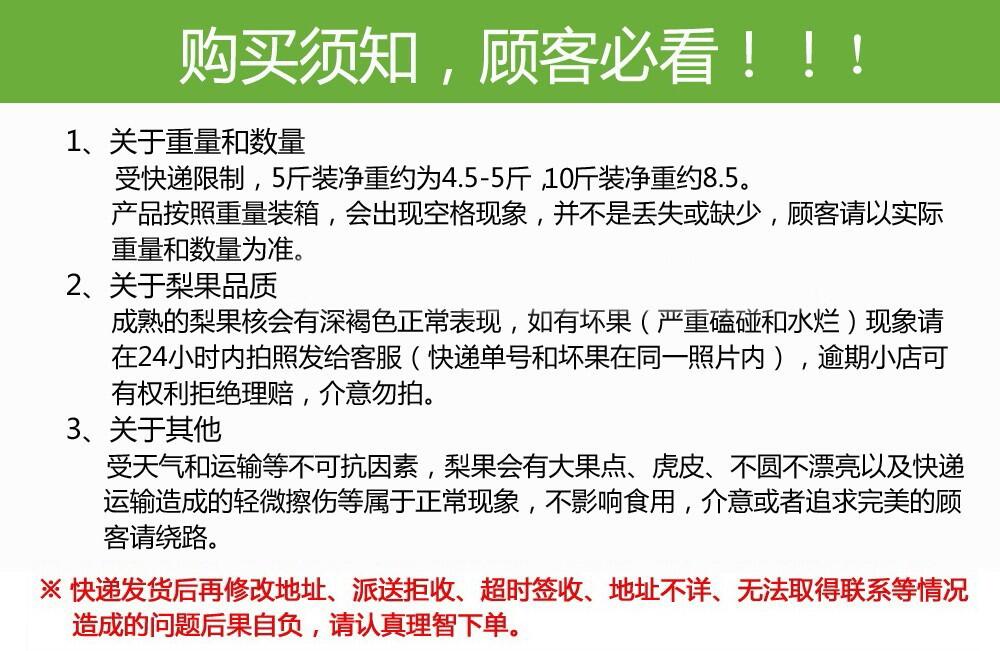 购买须知，顾客必看！！！
1、关于重量和数量
受快递限制，5斤装净重约为4.5-5斤，10斤装净重约8.5。
产品按照重量装箱，会出现空格现象，并不是丢失或缺少，顾客请以实际
重量和数量为准。
2、关于梨果品质
成熟的梨果核会有深褐色正常表现，如有坏果（严重磕碰和水烂）现象请
在24小时内拍照发给客服（快递单号和坏果在同一照片内），逾期小店可
有权利拒绝理赔，介意勿拍。
3、关于其他
受天气和运输等不可抗因素，梨果会有大果点、虎皮、不圆不漂亮以及快递
运输造成的轻微擦伤等属于正常现象，不影响食用，介意或者追求完美的顾
客请绕路。
※ 快递发货后再修改地址、派送拒收、超时签收、地址不详、无法取得联系等情况
造成的问题后果自负，请认真理智下单。